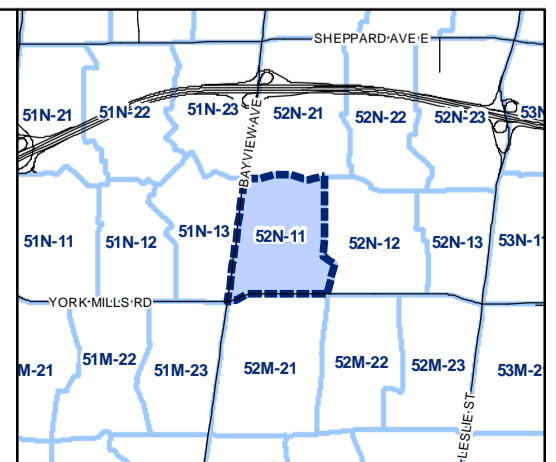 SHEPPARD AVE E
51N-21
51N-22
51N-23
52N-21
52N-22
52N-23
53N
BAYVIEW AVE
51N-11
51N-12
51N-13
52N-11
52N-12
52N-13
53N-1
YORK MILLS RD
M-21
51M-22
51M-23
52M-21
52M-22
52M-23
53M-2
LESLIE ST